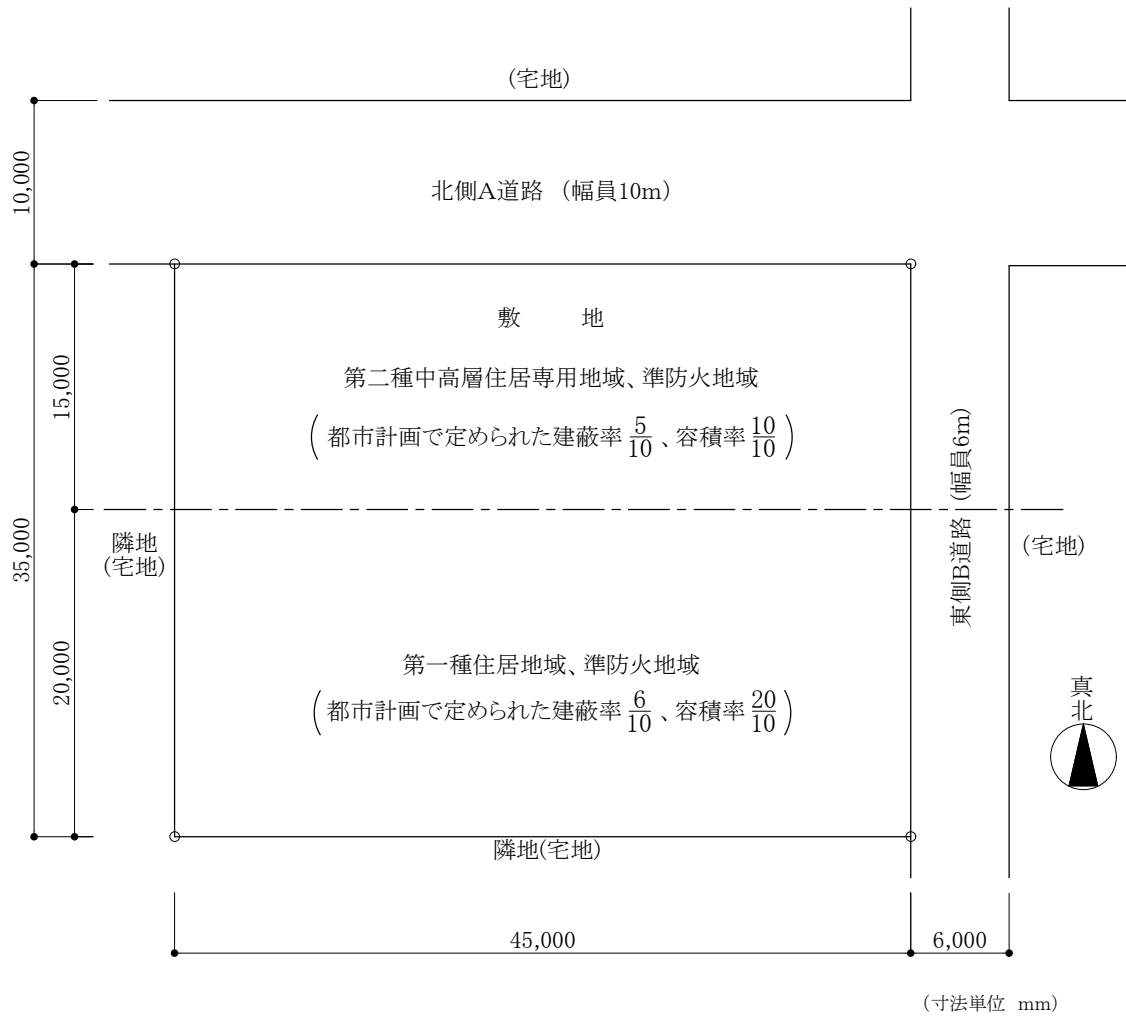 (宅地)
10,000
北側A道路 (幅員10m)
敷 地
第二種中高層住居専用地域、準防火地域
(都市計画で定められた建蔽率 5/10 、容積率 10/10 )
15,000
35,000
隣地
(宅地)
東側B道路 (幅員6m)
(宅地)
20,000
第一種住居地域、準防火地域
(都市計画で定められた建蔽率 6/10 、容積率 20/10 )
真
北
隣地(宅地)
45,000
6,000
(寸法単位 mm)